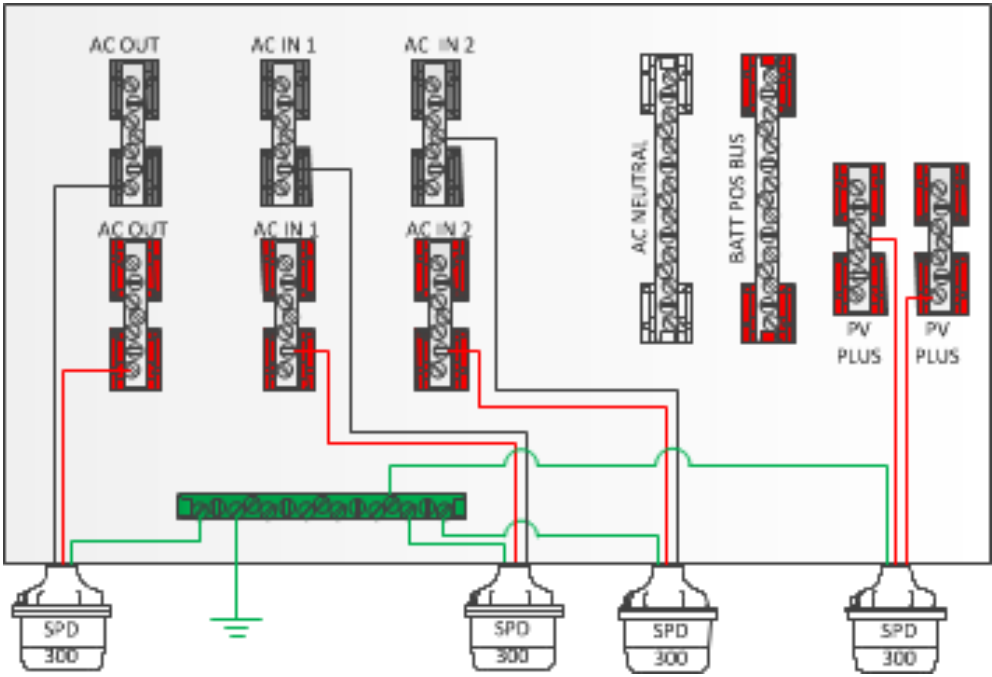 AC OUT
AC IN 1
AC IN 2
AC OUT
AC IN 1
AC IN 2
AC NEUTRAL
BATT POS BUS
PV
PLUS
PV
PLUS
SPD
300
SPD
300
SPD
300
SPD
300